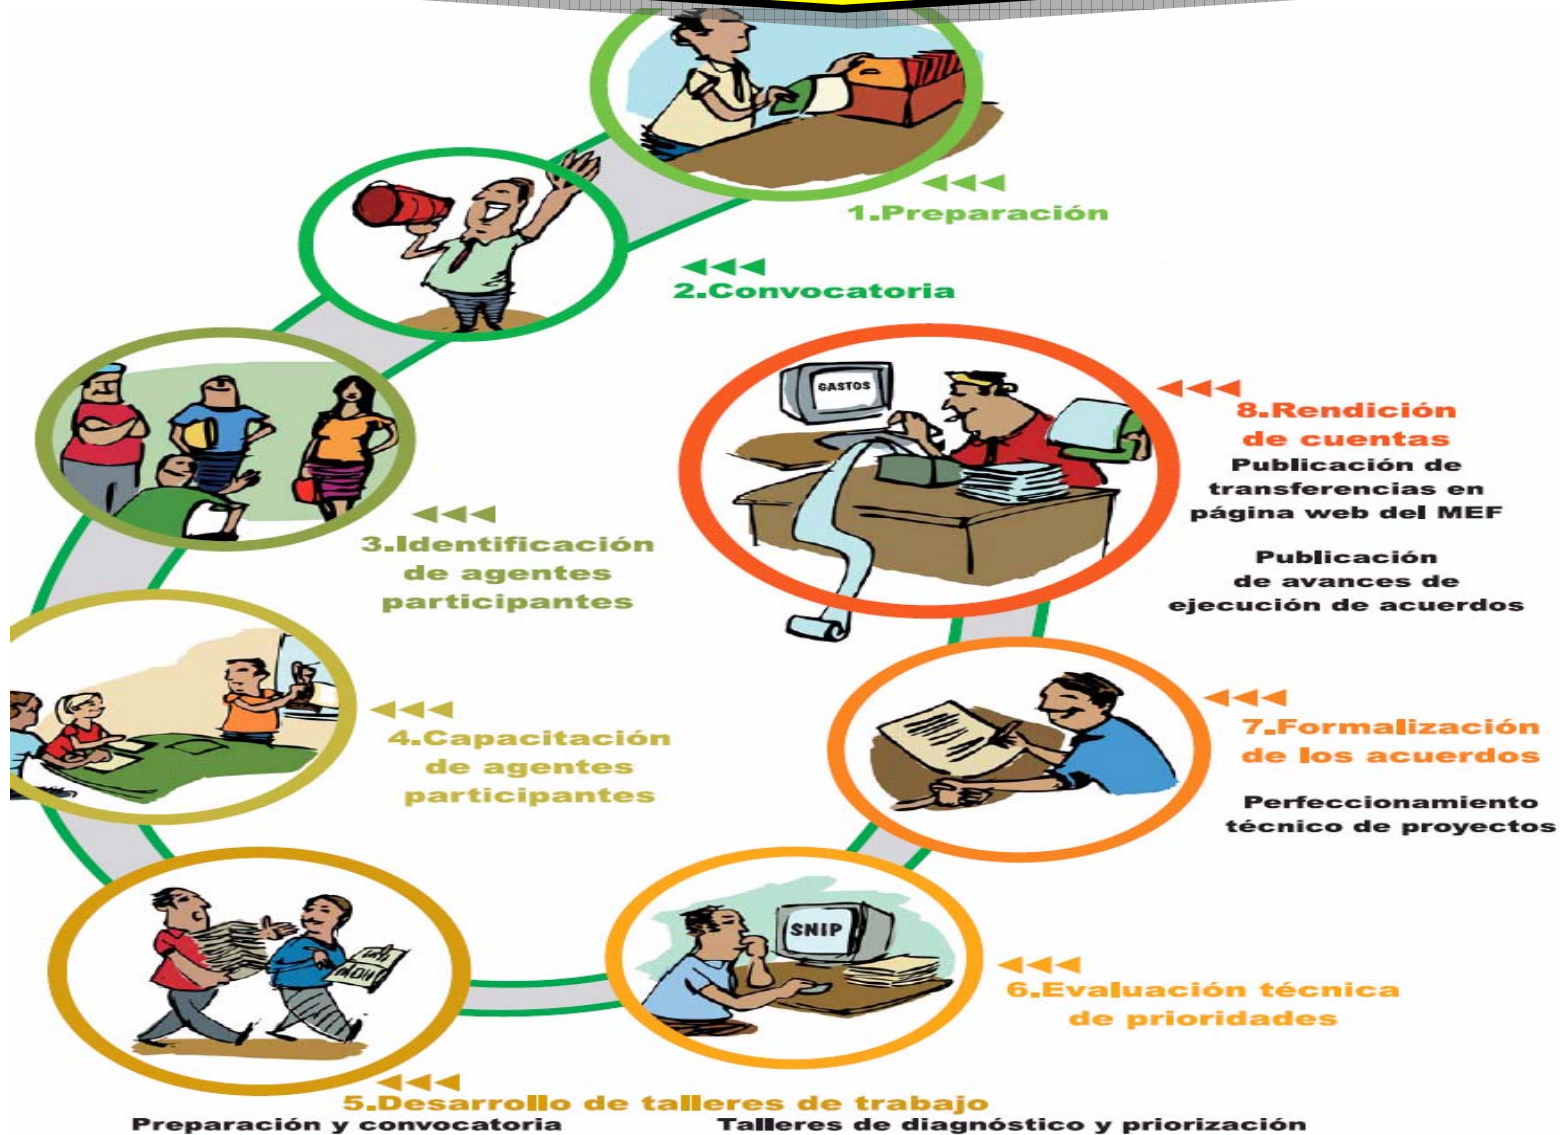 1.Preparación
2.Convocatoria
3.Identificación
de agentes
participantes
4.Capacitación
de agentes
participantes
5.Desarrollo de talleres de trabajo
Preparación y convocatoria
Talleres de diagnóstico y priorización
SNIP
6.Evaluación técnica
de prioridades
7.Formalización
de los acuerdos
Perfeccionamiento
técnico de proyectos
GASTOS
8.Rendición
de cuentas
Publicación de
transferencias en
página web del MEF
Publicación
de avances de
ejecución de acuerdos